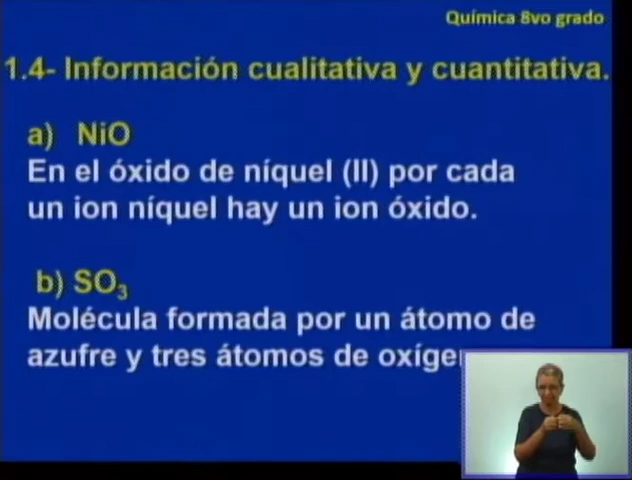 Química 8vo grado
1.4- Información cualitativa y cuantitativa.
a) NiO
En el óxido de níquel (II) por cada
un ion níquel hay un ion óxido.
b) SO₃
Molécula formada por un átomo de
azufre y tres átomos de